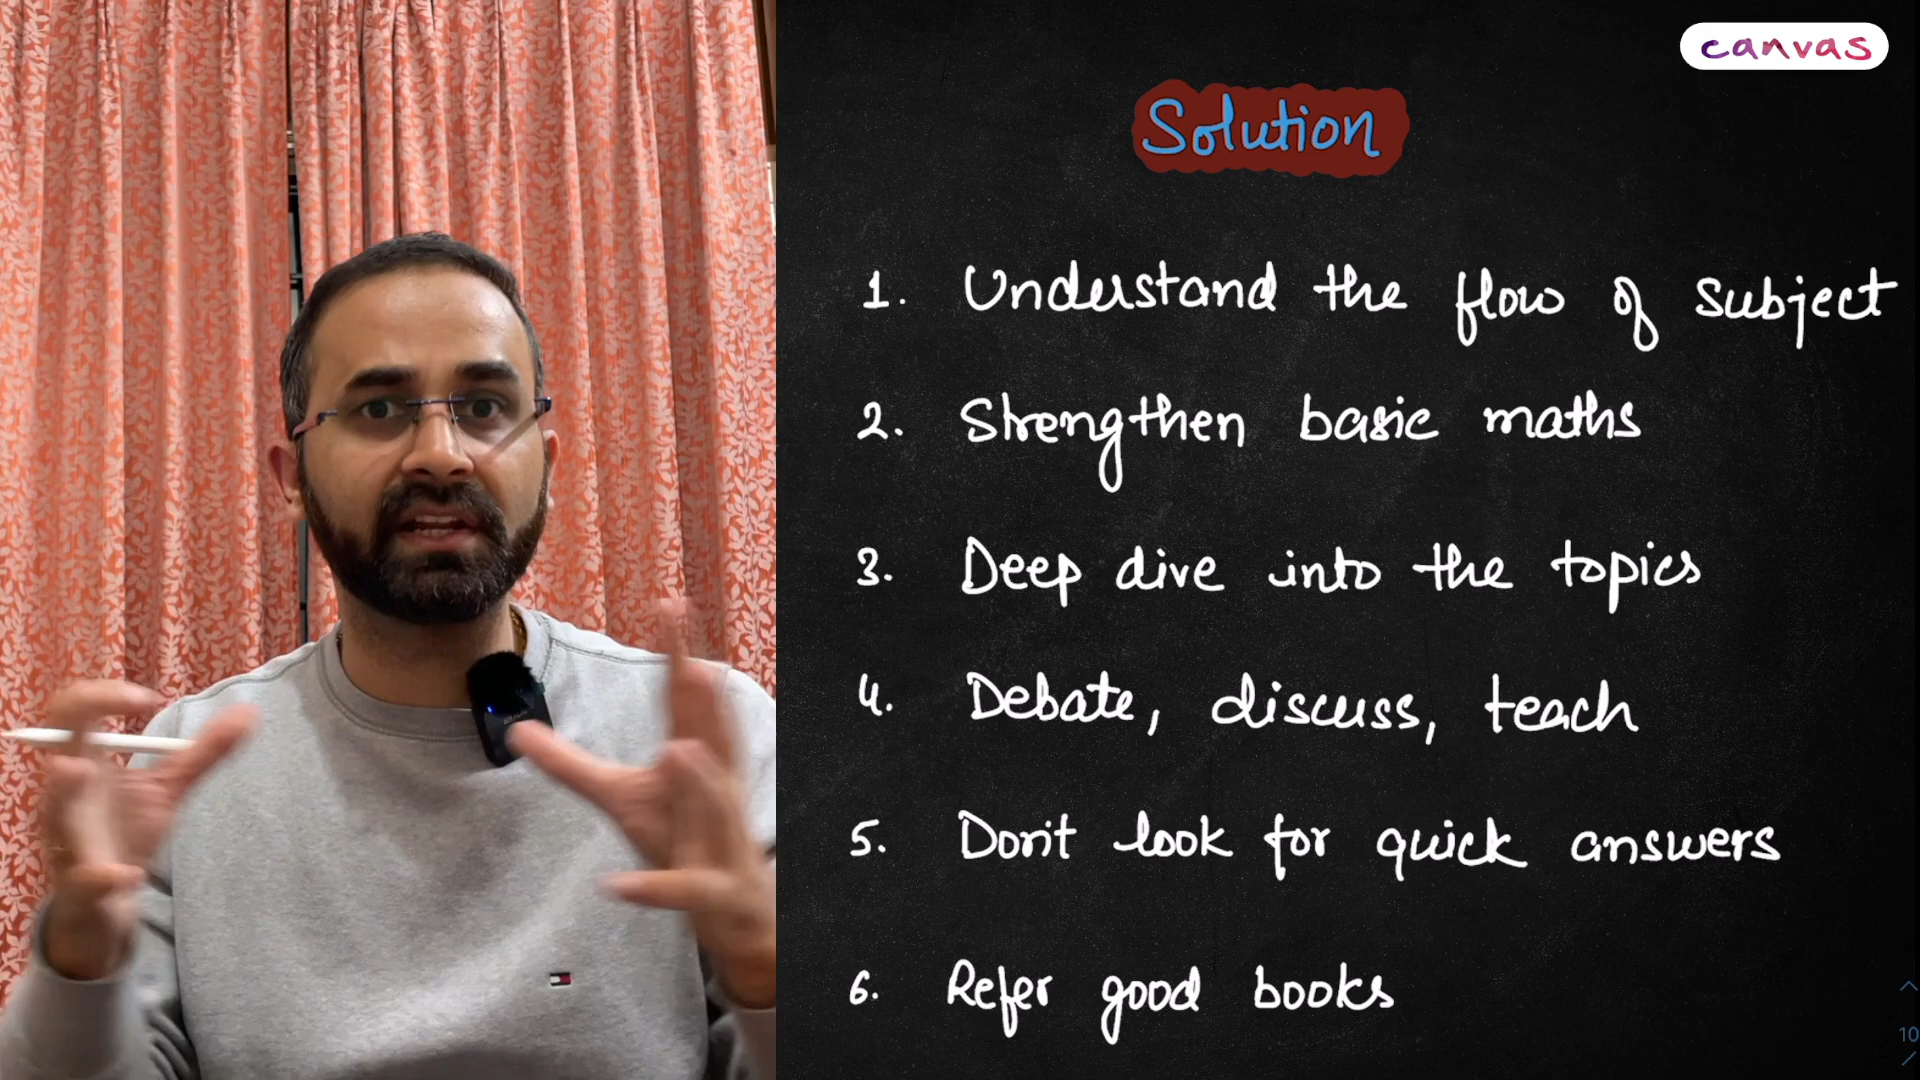 canvas
Solution
1. Understand the flow of subject
2. Strengthen basic maths
3. Deep dive into the topics
4. Debate, discuss, teach
5. Don't look for quick answers
6. Refer good books
10